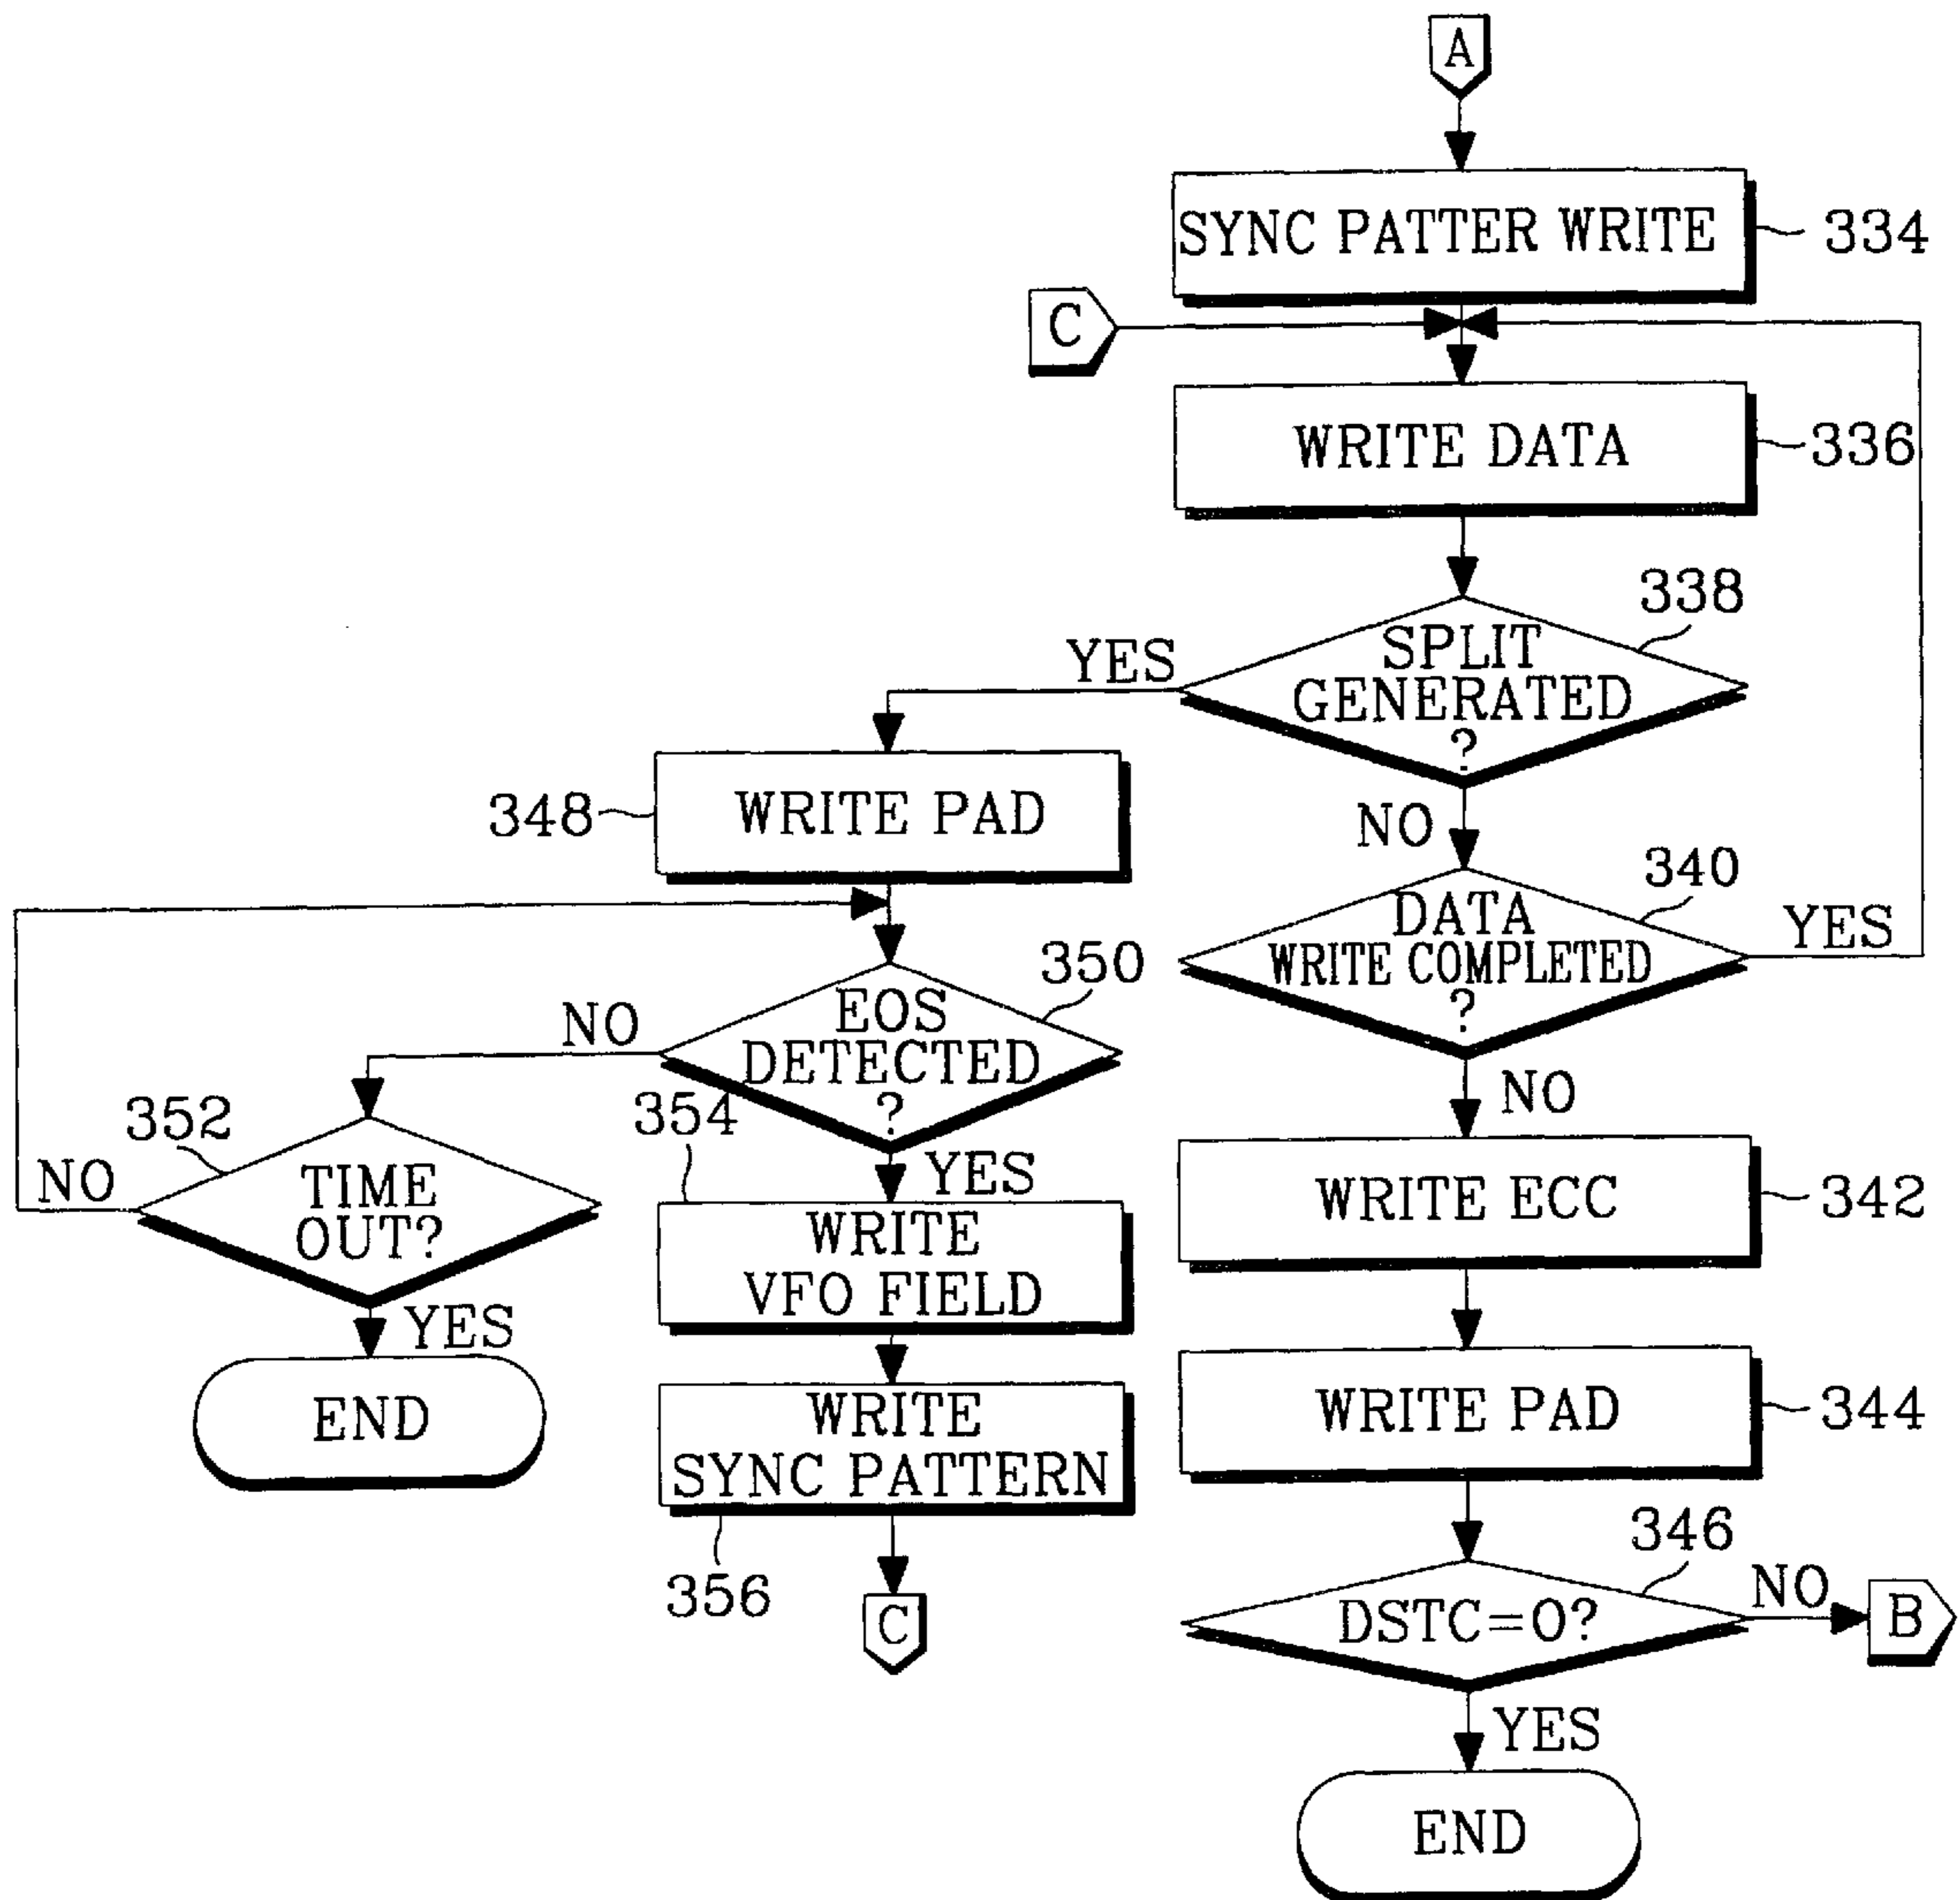 A
SYNC PATTER WRITE
334
C
WRITE DATA
336
338
SPLIT
GENERATED
?
YES
NO
348
WRITE PAD
340
DATA
WRITE COMPLETED
?
YES
NO
350
EOS
DETECTED
?
NO
YES
352
TIME
OUT?
NO
YES
END
354
WRITE
VFO FIELD
WRITE
SYNC PATTERN
356
C
WRITE ECC
342
WRITE PAD
344
346
DSTC=0?
NO
B
YES
END